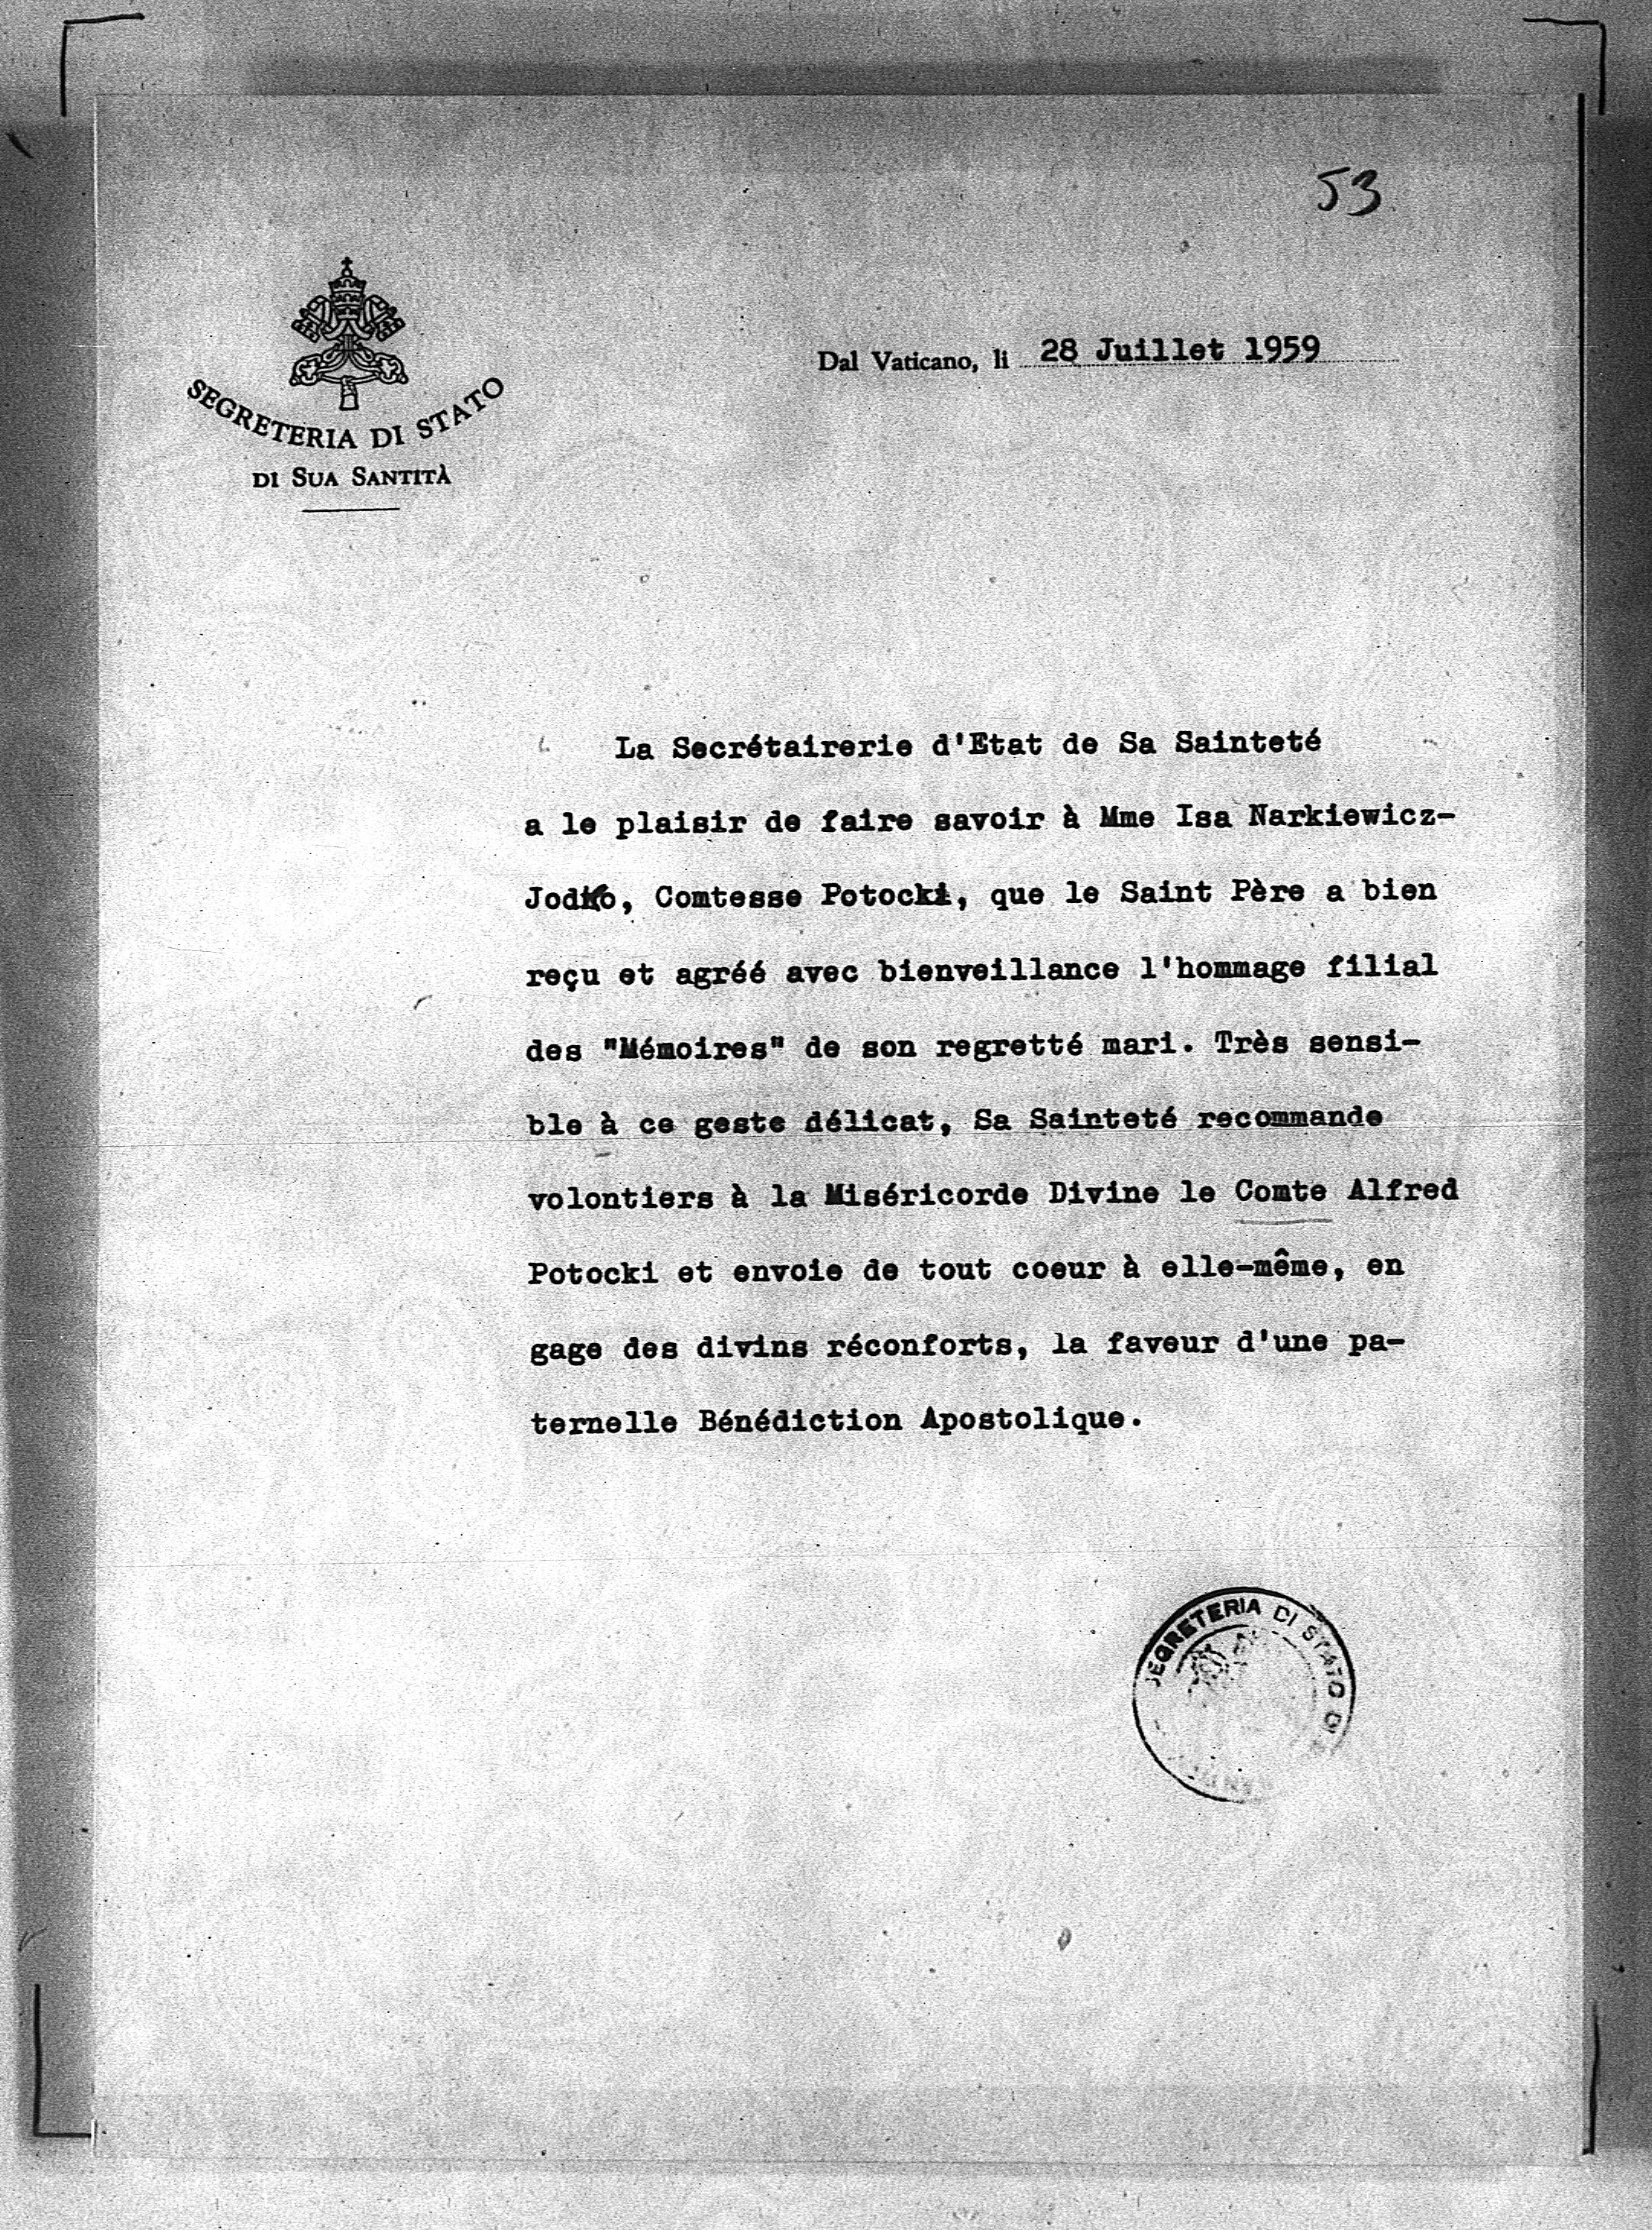 53
SEGRETERIA DI STATO
DI SUA SANTITÀ
Dal Vaticano, li 28 Juillet 1959
La Secrétairerie d'Etat de Sa Sainteté
a le plaisir de faire savoir à Mme Isa Narkiewicz-
Jodko, Comtesse Potocki, que le Saint Père a bien
reçu et agréé avec bienveillance l'hommage filial
des "Mémoires" de son regretté mari. Très sensi-
ble à ce geste délicat, Sa Sainteté recommande
volontiers à la Miséricorde Divine le Comte Alfred
Potocki et envoie de tout coeur à elle-même, en
gage des divins réconforts, la faveur d'une pa-
ternelle Bénédiction Apostolique.
SEGRETERIA DI STATO DI